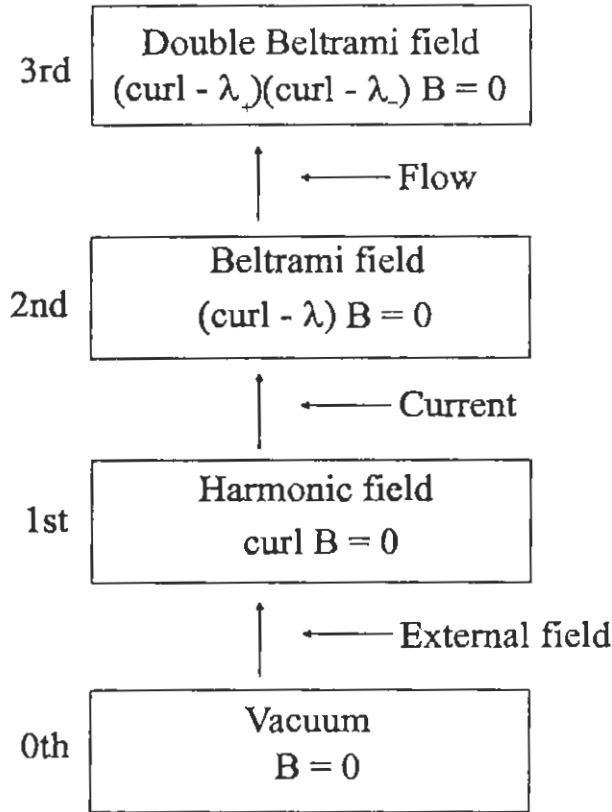 3rd
Double Beltrami field
(curl - λ₊)(curl - λ₋) B = 0
Flow
2nd
Beltrami field
(curl - λ) B = 0
Current
1st
Harmonic field
curl B = 0
External field
0th
Vacuum
B = 0